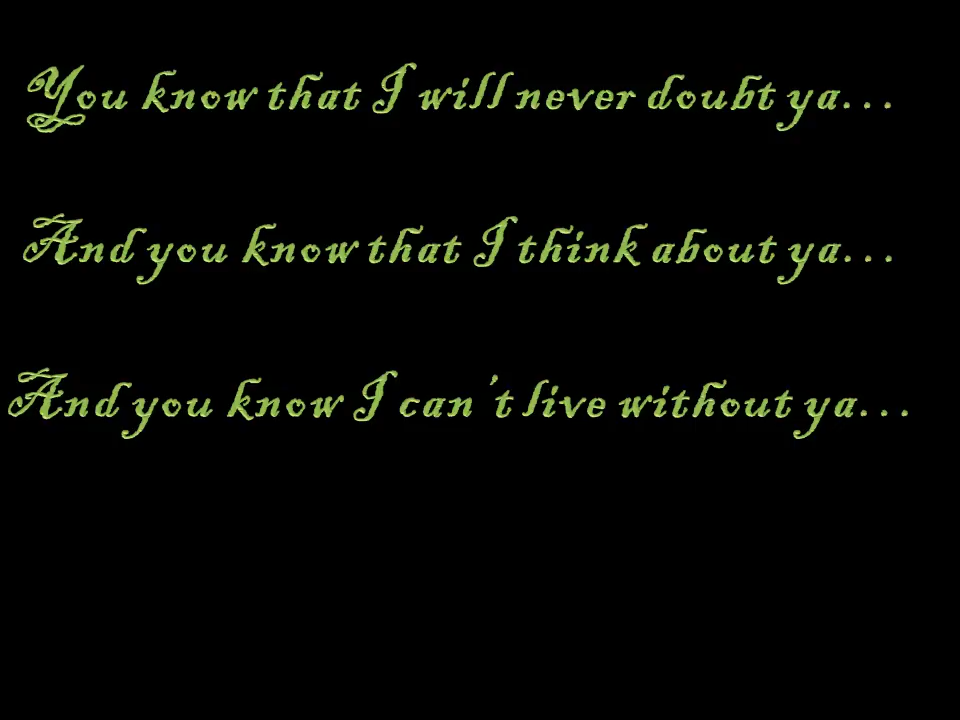 You know that I will never doubt ya...
And you know that I think about ya...
And you know I can't live without ya...